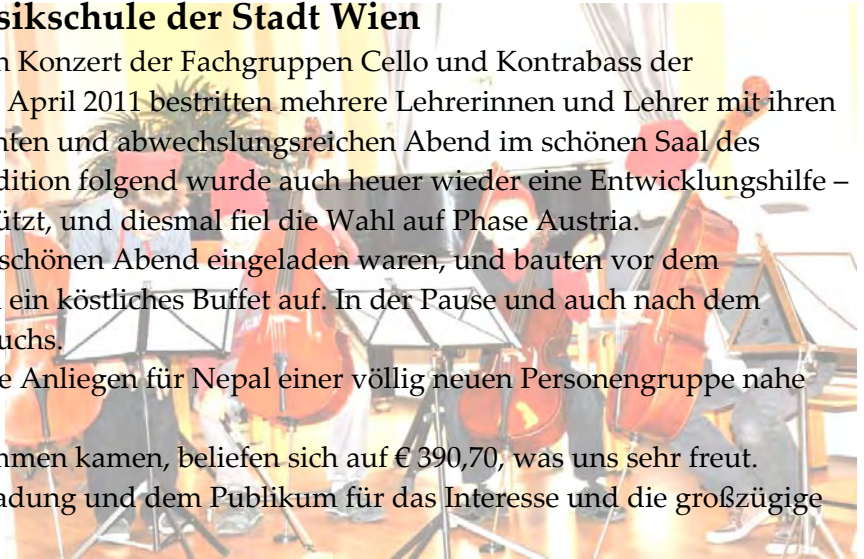 sikschule der Stadt Wien
n Konzert der Fachgruppen Cello und Kontrabass der
April 2011 bestritten mehrere Lehrerinnen und Lehrer mit ihren
nten und abwechslungsreichen Abend im schönen Saal des
dition folgend wurde auch heuer wieder eine Entwicklungshilfe –
ützt, und diesmal fiel die Wahl auf Phase Austria.
schönen Abend eingeladen waren, und bauten vor dem
ein köstliches Buffet auf. In der Pause und auch nach dem
uchs.
e Anliegen für Nepal einer völlig neuen Personengruppe nahe
mmen kamen, beliefen sich auf € 390,70, was uns sehr freut.
adung und dem Publikum für das Interesse und die großzügige